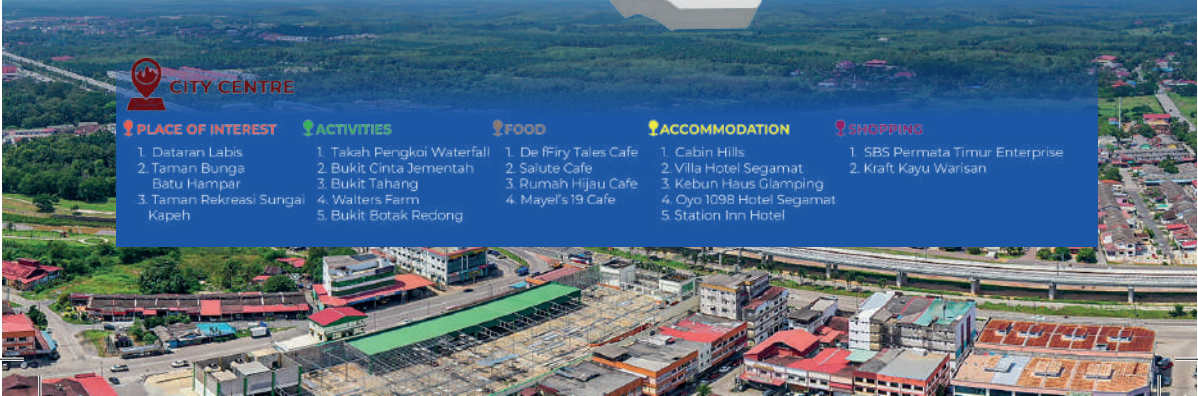 CITY CENTRE
PLACE OF INTEREST
1. Dataran Labis
2. Taman Bunga
Batu Hampar
3. Taman Rekreasi Sungai
Kapeh
ACTIVITIES
1. Takah Pengkoi Waterfall
2. Bukit Cinta Jementah
3. Bukit Tahang
4. Walters Farm
5. Bukit Botak Redong
FOOD
1. De fFiry Tales Cafe
2. Salute Cafe
3. Rumah Hijau Cafe
4. Mayel's 19 Cafe
ACCOMMODATION
1. Cabin Hills
2. Villa Hotel Segamat
3. Kebun Haus Glamping
4. Oyo 1098 Hotel Segamat
5. Station Inn Hotel
SHOPPING
1. SBS Permata Timur Enterprise
2. Kraft Kayu Warisan